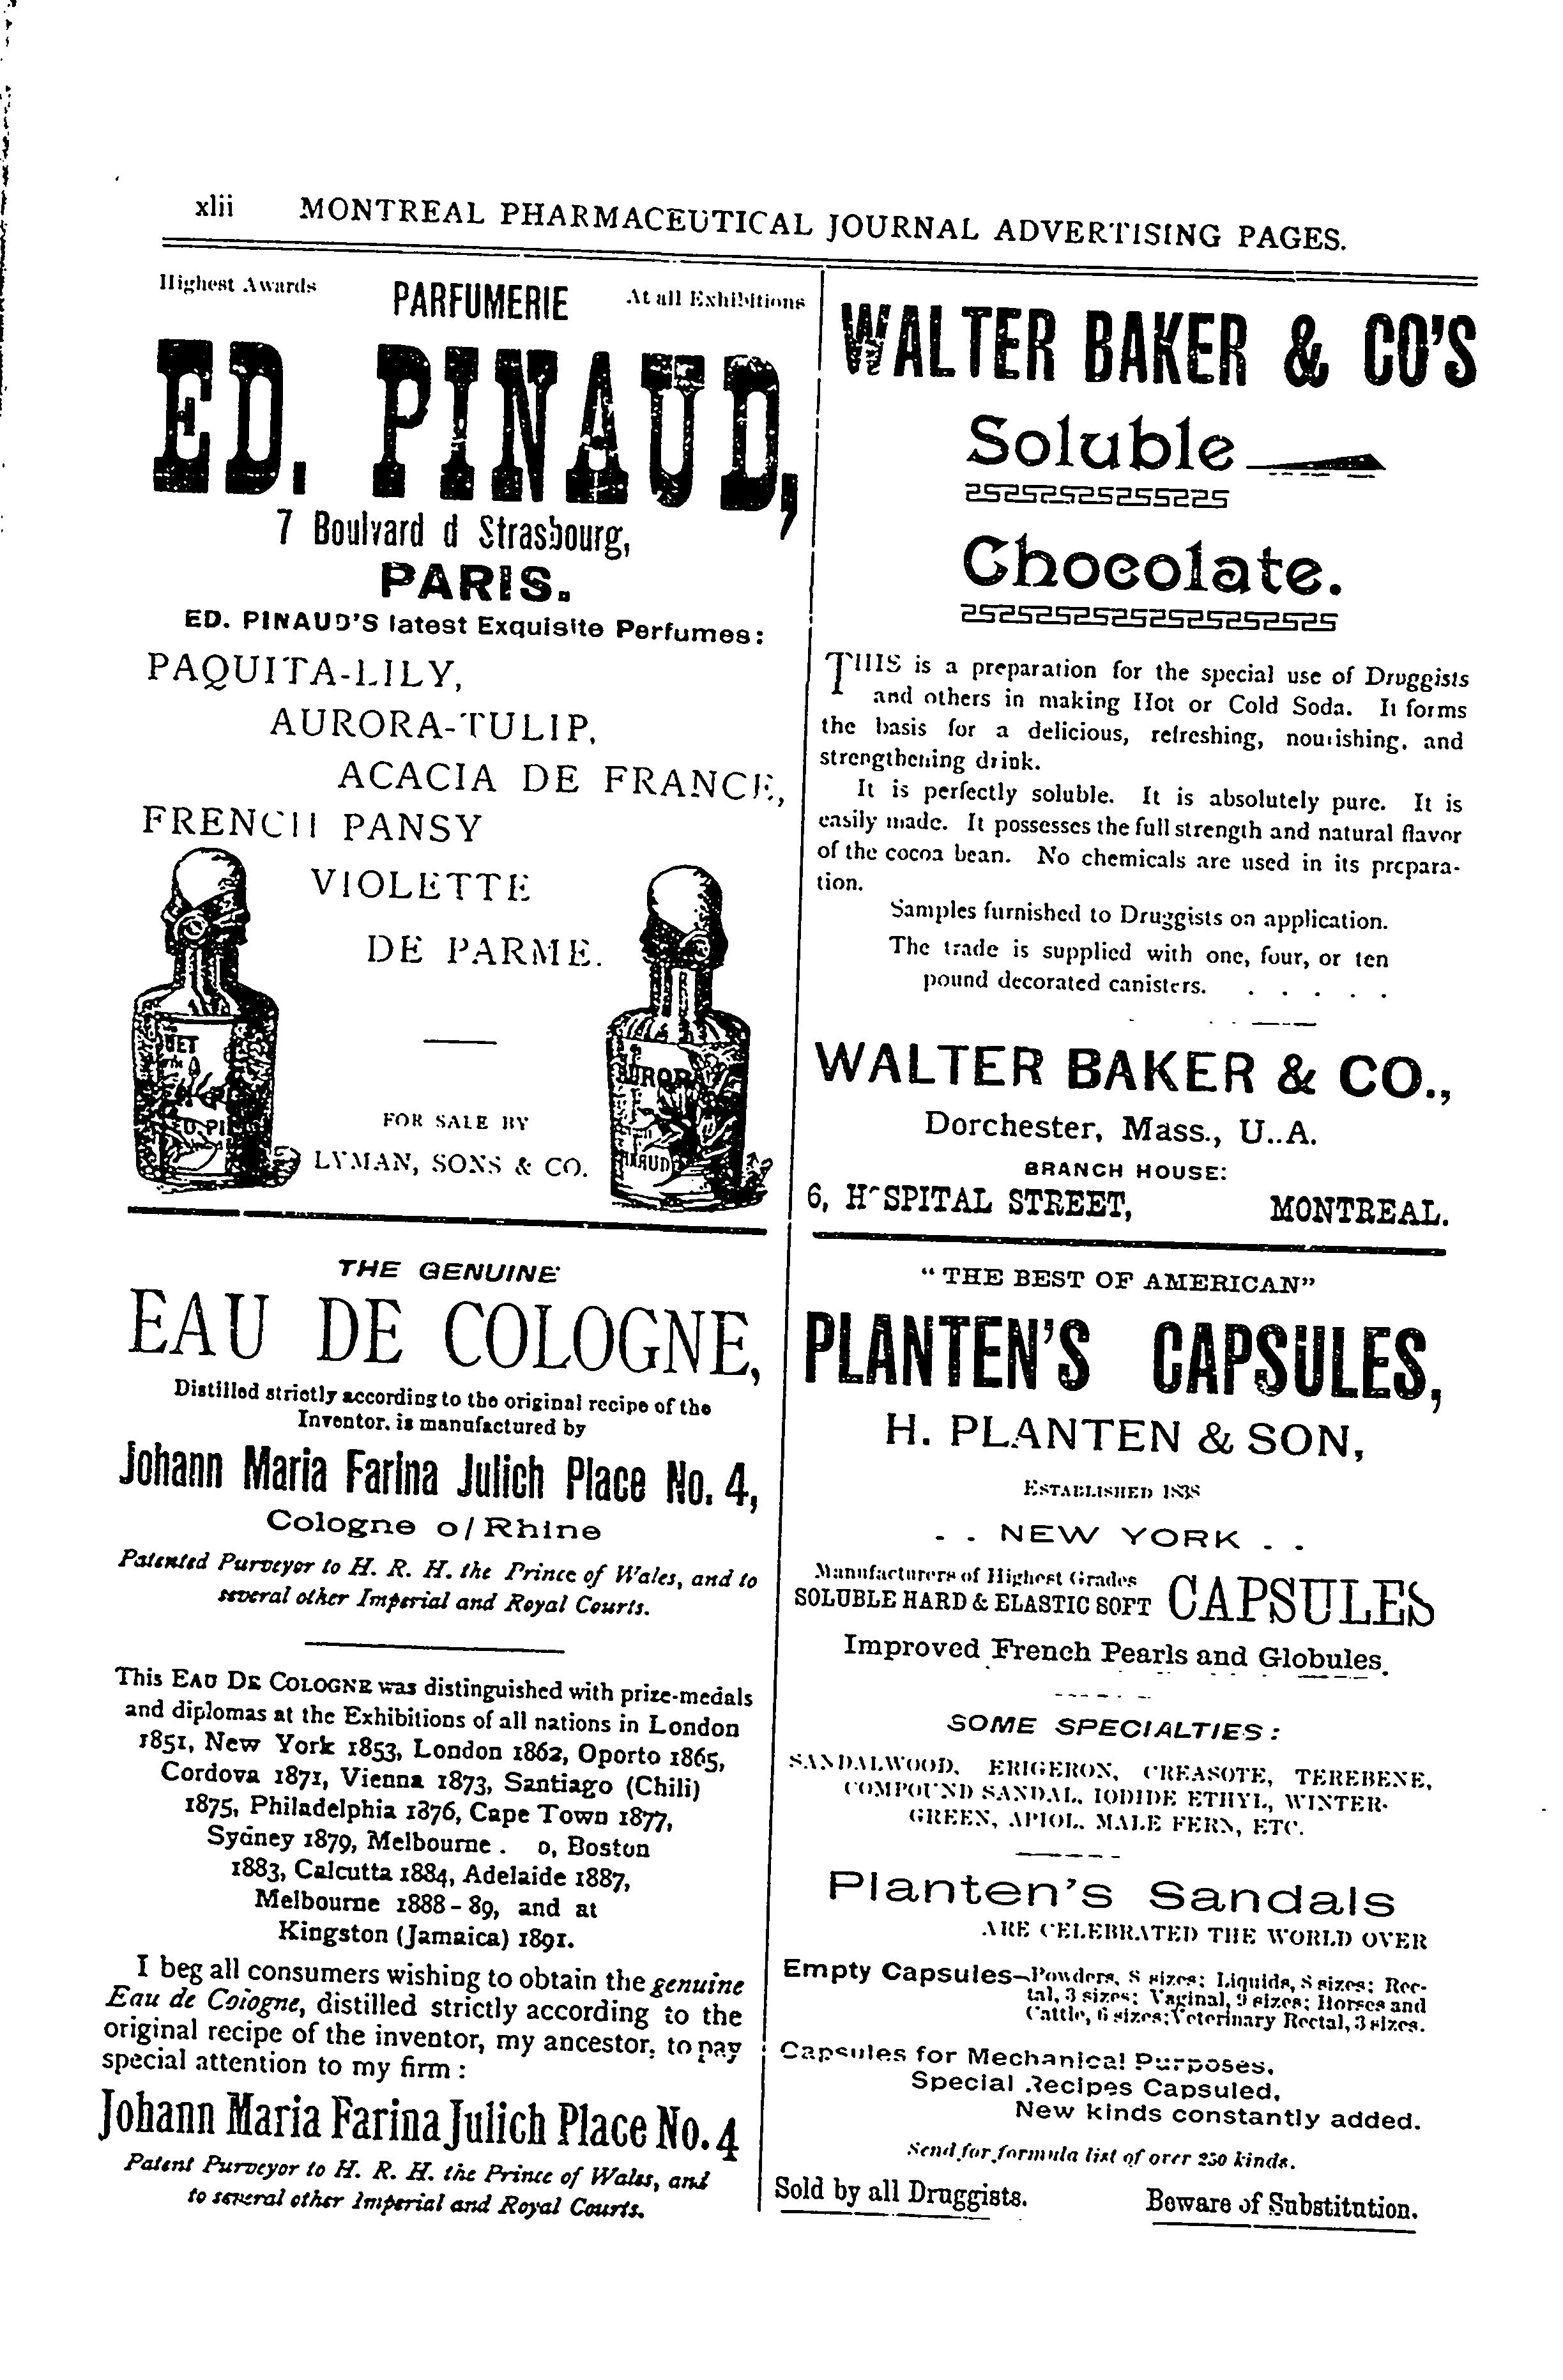 xlii MONTREAL PHARMACEUTICAL JOURNAL ADVERTISING PAGES.
Highest Awards PARFUMERIE At all Exhibitions
ED. PINAUD,
7 Boulvard d Strasbourg,
PARIS.
ED. PINAUD'S latest Exquisite Perfumes:
PAQUITA-LILY,
AURORA-TULIP,
ACACIA DE FRANCE,
FRENCH PANSY
VIOLETTE
DE PARME.
AURORA
FOR SALE BY
LYMAN, SONS & CO.
THE GENUINE
EAU DE COLOGNE,
Distilled strictly according to the original recipe of the
Inventor, is manufactured by
Johann Maria Farina Julich Place No. 4,
Cologne o/Rhine
Patented Purveyor to H. R. H. the Prince of Wales, and to
several other Imperial and Royal Courts.
This EAU DE COLOGNE was distinguished with prize-medals
and diplomas at the Exhibitions of all nations in London
1851, New York 1853, London 1862, Oporto 1865,
Cordova 1871, Vienna 1873, Santiago (Chili)
1875, Philadelphia 1876, Cape Town 1877,
Sydney 1879, Melbourne . 0, Boston
1883, Calcutta 1884, Adelaide 1887,
Melbourne 1888-89, and at
Kingston (Jamaica) 1891.
I beg all consumers wishing to obtain the genuine
Eau de Cologne, distilled strictly according to the
original recipe of the inventor, my ancestor, to pay
special attention to my firm:
Johann Maria Farina Julich Place No. 4
Patent Purveyor to H. R. H. the Prince of Wales, and
to several other Imperial and Royal Courts.
WALTER BAKER & CO'S
Soluble
Chocolate.
THIS is a preparation for the special use of Druggists
and others in making Hot or Cold Soda. It forms
the basis for a delicious, refreshing, nourishing, and
strengthening drink.
It is perfectly soluble. It is absolutely pure. It is
easily made. It possesses the full strength and natural flavor
of the cocoa bean. No chemicals are used in its prepara-
tion.
Samples furnished to Druggists on application.
The trade is supplied with one, four, or ten
pound decorated canisters. . . . . .
WALTER BAKER & CO.,
Dorchester, Mass., U..A.
BRANCH HOUSE:
6, HOSPITAL STREET, MONTREAL.
"THE BEST OF AMERICAN"
PLANTEN'S CAPSULES,
H. PLANTEN & SON,
ESTABLISHED 1838
. . NEW YORK . .
Manufacturers of Highest Grades
SOLUBLE HARD & ELASTIC SOFT CAPSULES
Improved French Pearls and Globules.
SOME SPECIALTIES:
SANDALWOOD, ERIGERON, CREASOTE, TEREBENE,
COMPOUND SANDAL, IODIDE ETHYL, WINTER-
GREEN, APIOL, MALE FERN, ETC.
Planten's Sandals
ARE CELEBRATED THE WORLD OVER
Empty Capsules—Powders, 8 sizes; Liquids, 8 sizes; Rec-
tal, 3 sizes; Vaginal, 9 sizes; Horses and
Cattle, 6 sizes; Veterinary Rectal, 3 sizes.
Capsules for Mechanical Purposes,
Special Recipes Capsuled,
New kinds constantly added.
Send for formula list of over 250 kinds.
Sold by all Druggists. Beware of Substitution.